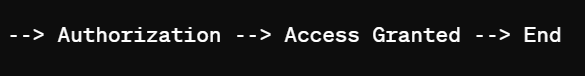 --> Authorization --> Access Granted --> End